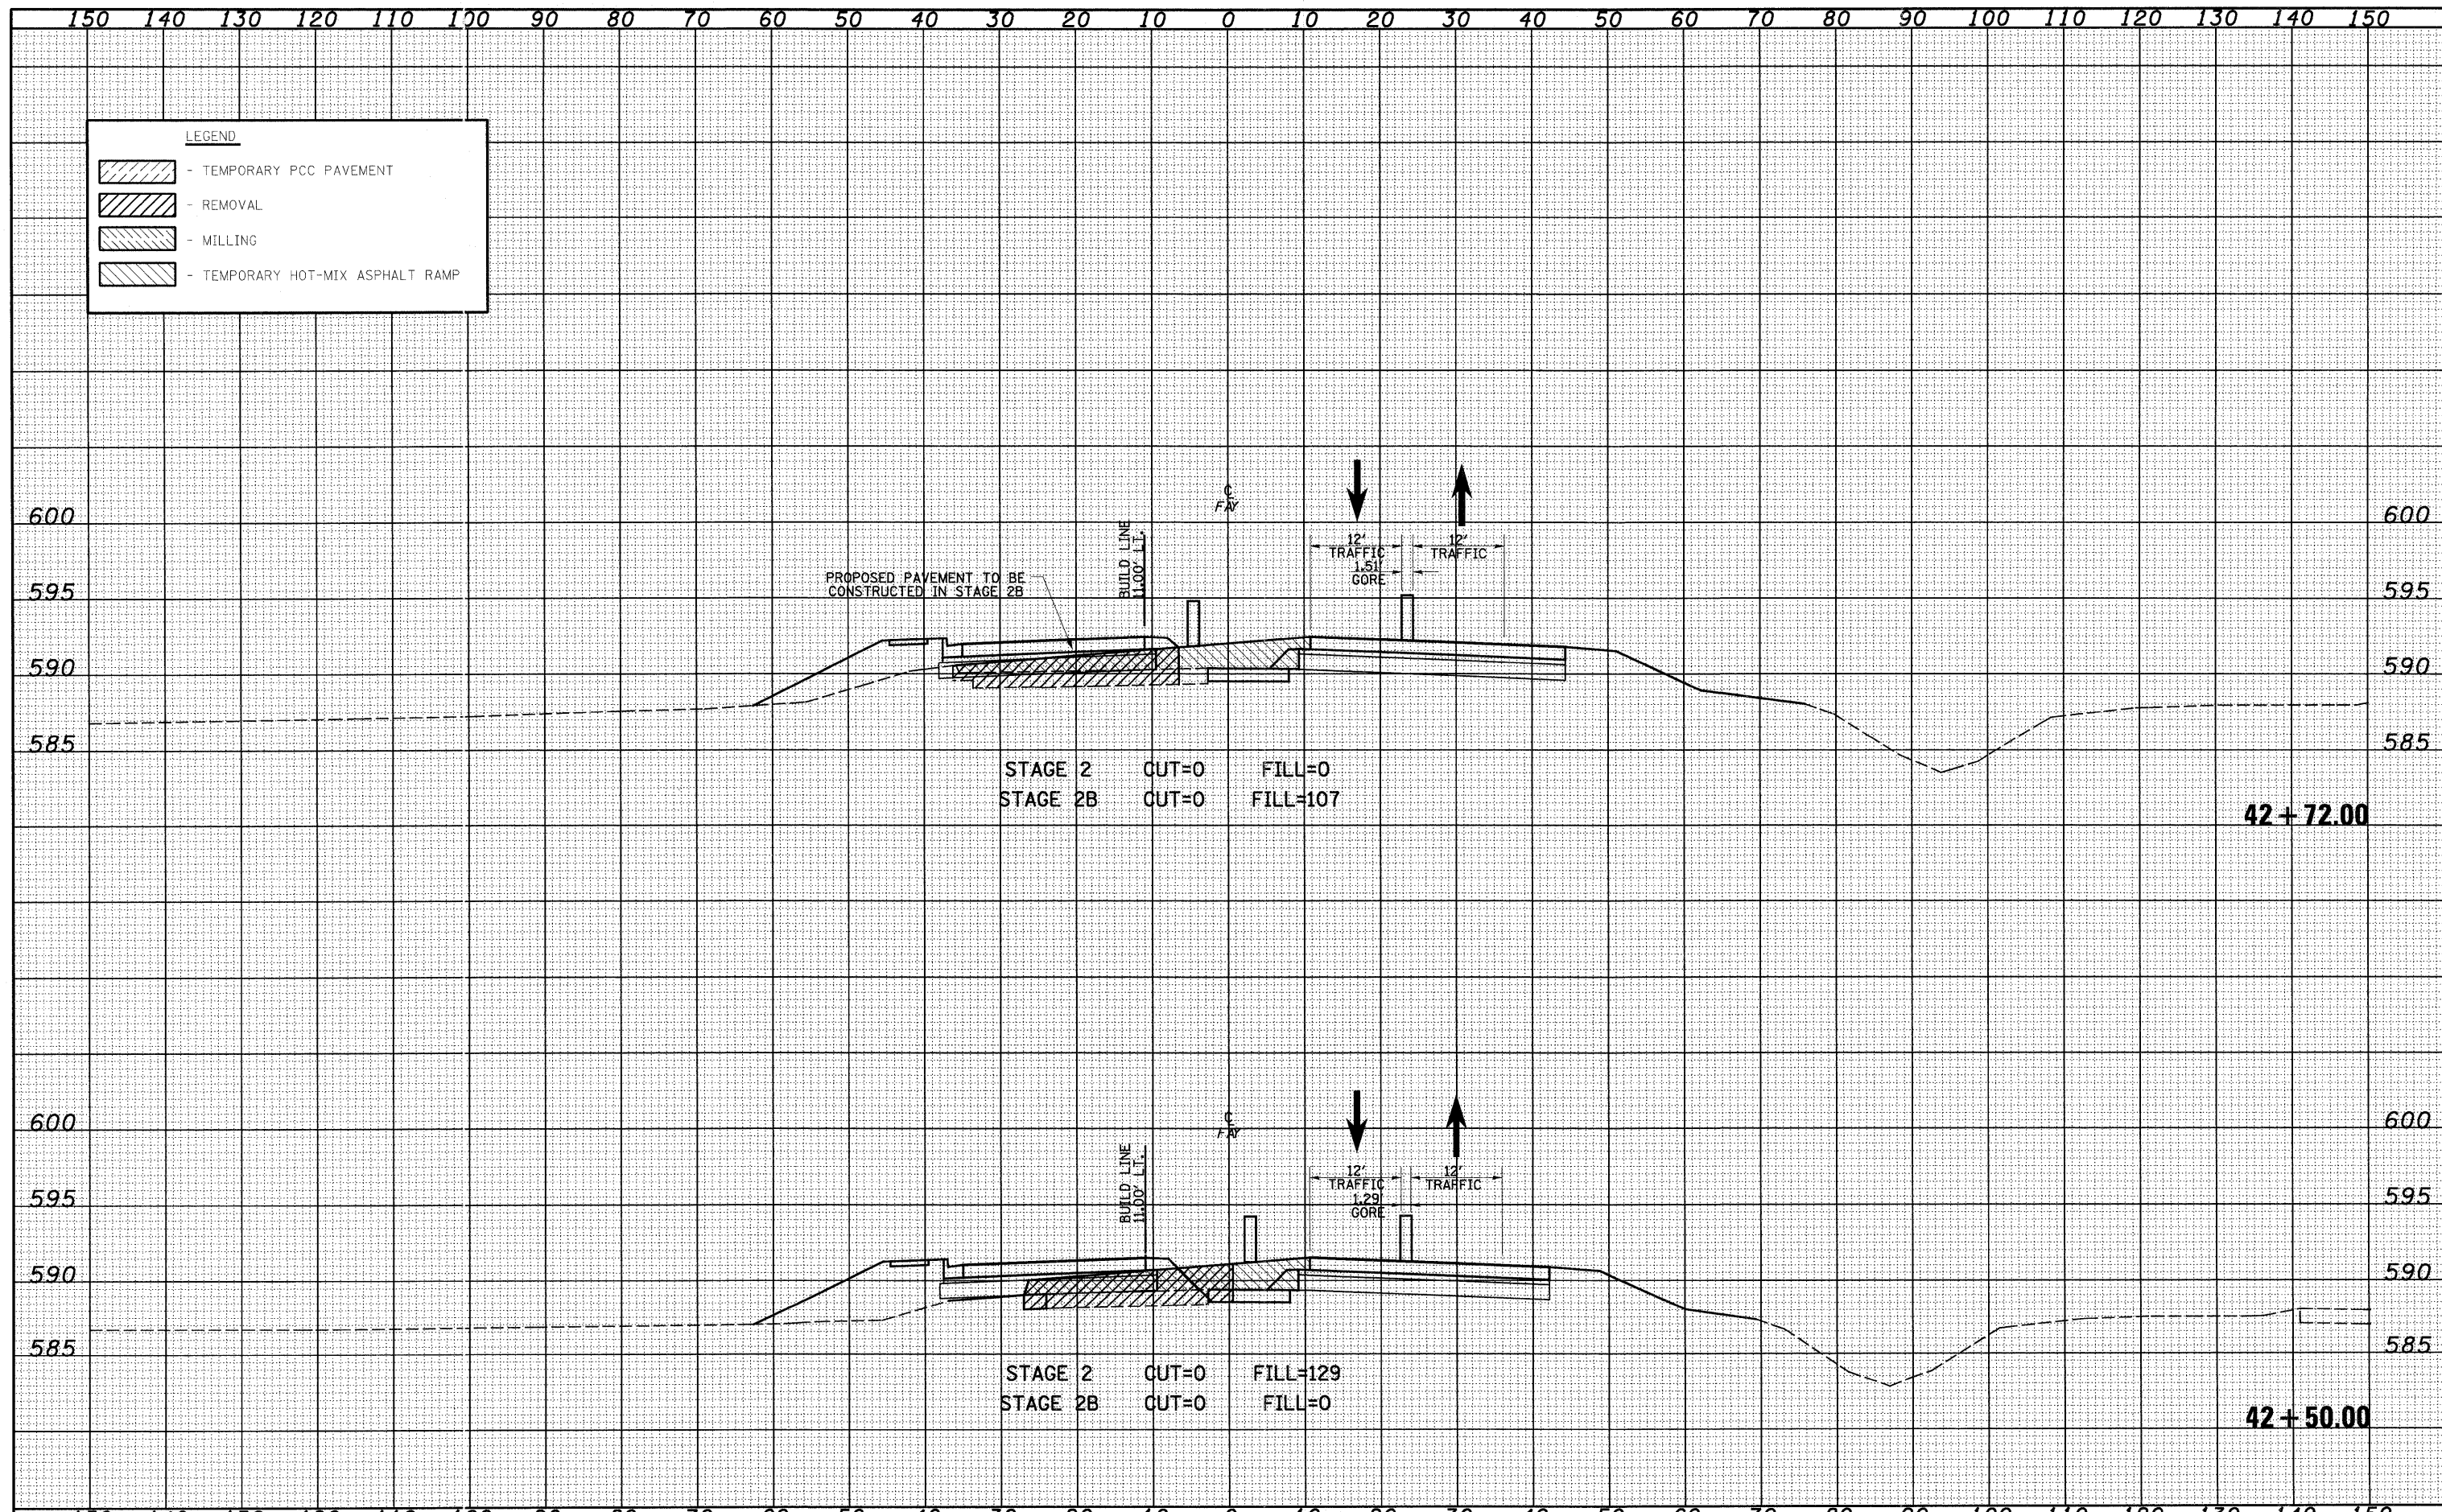 150 140 130 120 110 100 90 80 70 60 50 40 30 20 10 0 10 20 30 40 50 60 70 80 90 100 110 120 130 140 150
LEGEND
- TEMPORARY PCC PAVEMENT
- REMOVAL
- MILLING
- TEMPORARY HOT-MIX ASPHALT RAMP
℄
FAY
600 600
BUILD LINE
11.00' LT.
12' 12'
TRAFFIC TRAFFIC
1.51'
GORE
PROPOSED PAVEMENT TO BE
CONSTRUCTED IN STAGE 2B
595 595
590 590
585 585
STAGE 2 CUT=0 FILL=0
STAGE 2B CUT=0 FILL=107
42+72.00
℄
FAY
600 600
BUILD LINE
11.00' LT.
12' 12'
TRAFFIC TRAFFIC
1.29'
GORE
595 595
590 590
585 585
STAGE 2 CUT=0 FILL=129
STAGE 2B CUT=0 FILL=0
42+50.00